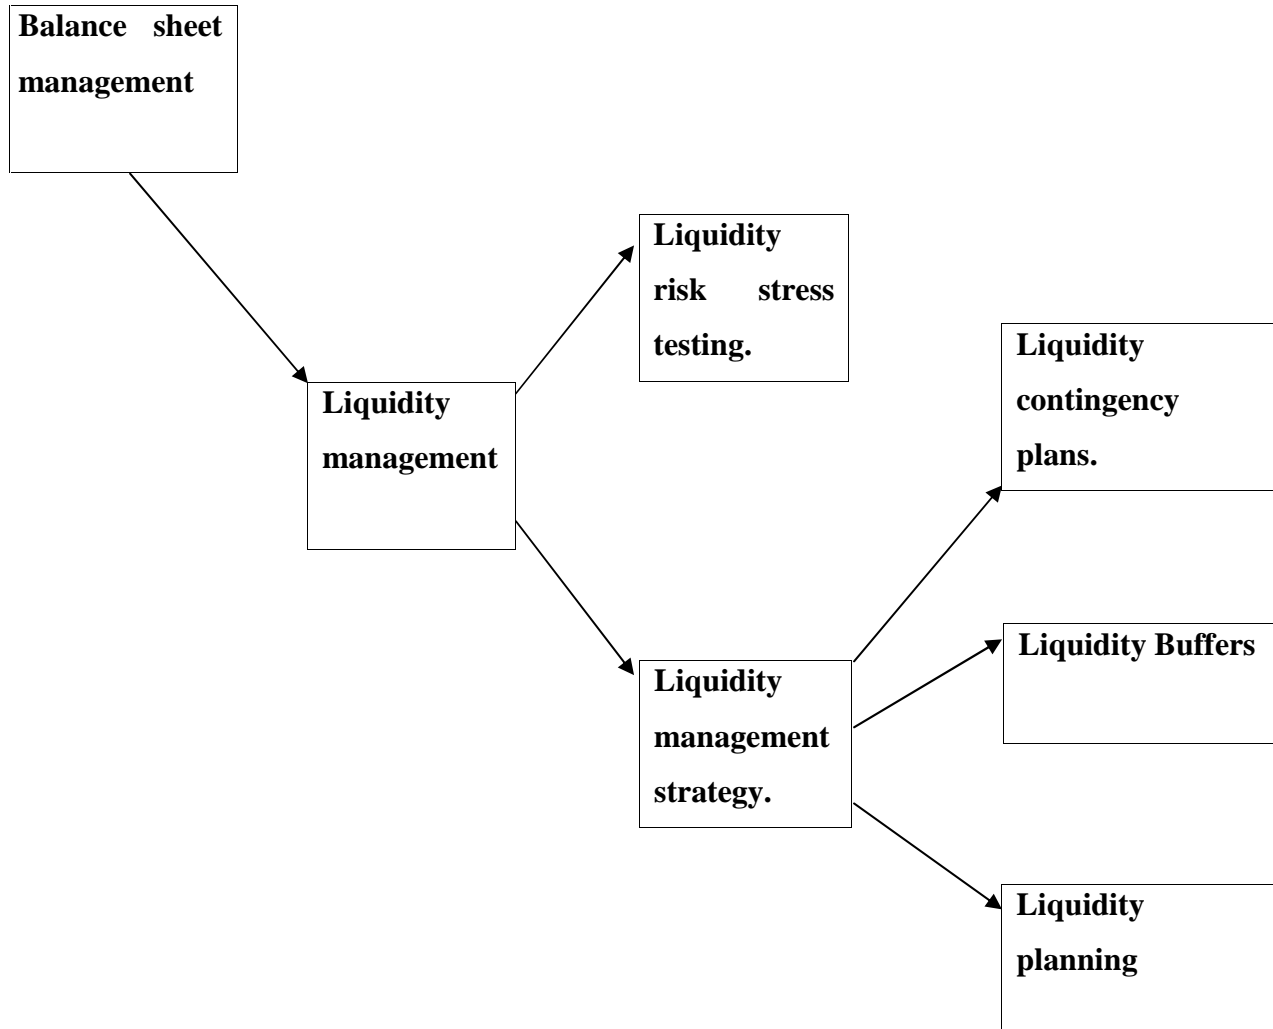 Balance sheet
management
Liquidity
risk stress
testing.
Liquidity
contingency
plans.
Liquidity
management
Liquidity Buffers
Liquidity
management
strategy.
Liquidity
planning